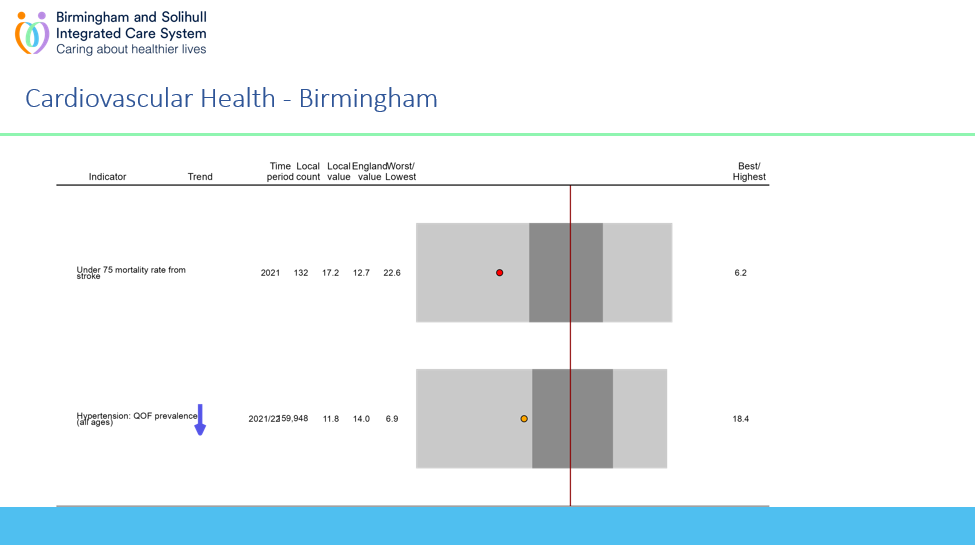 Birmingham and Solihull
Integrated Care System
Caring about healthier lives
Cardiovascular Health - Birmingham
Indicator Trend Time period Local count Local value England value Worst/ Lowest Best/ Highest
Under 75 mortality rate from
stroke
2021 132 17.2 12.7 22.6 6.2
Hypertension: QOF prevalence
(all ages)
2021/22 159,948 11.8 14.0 6.9 18.4